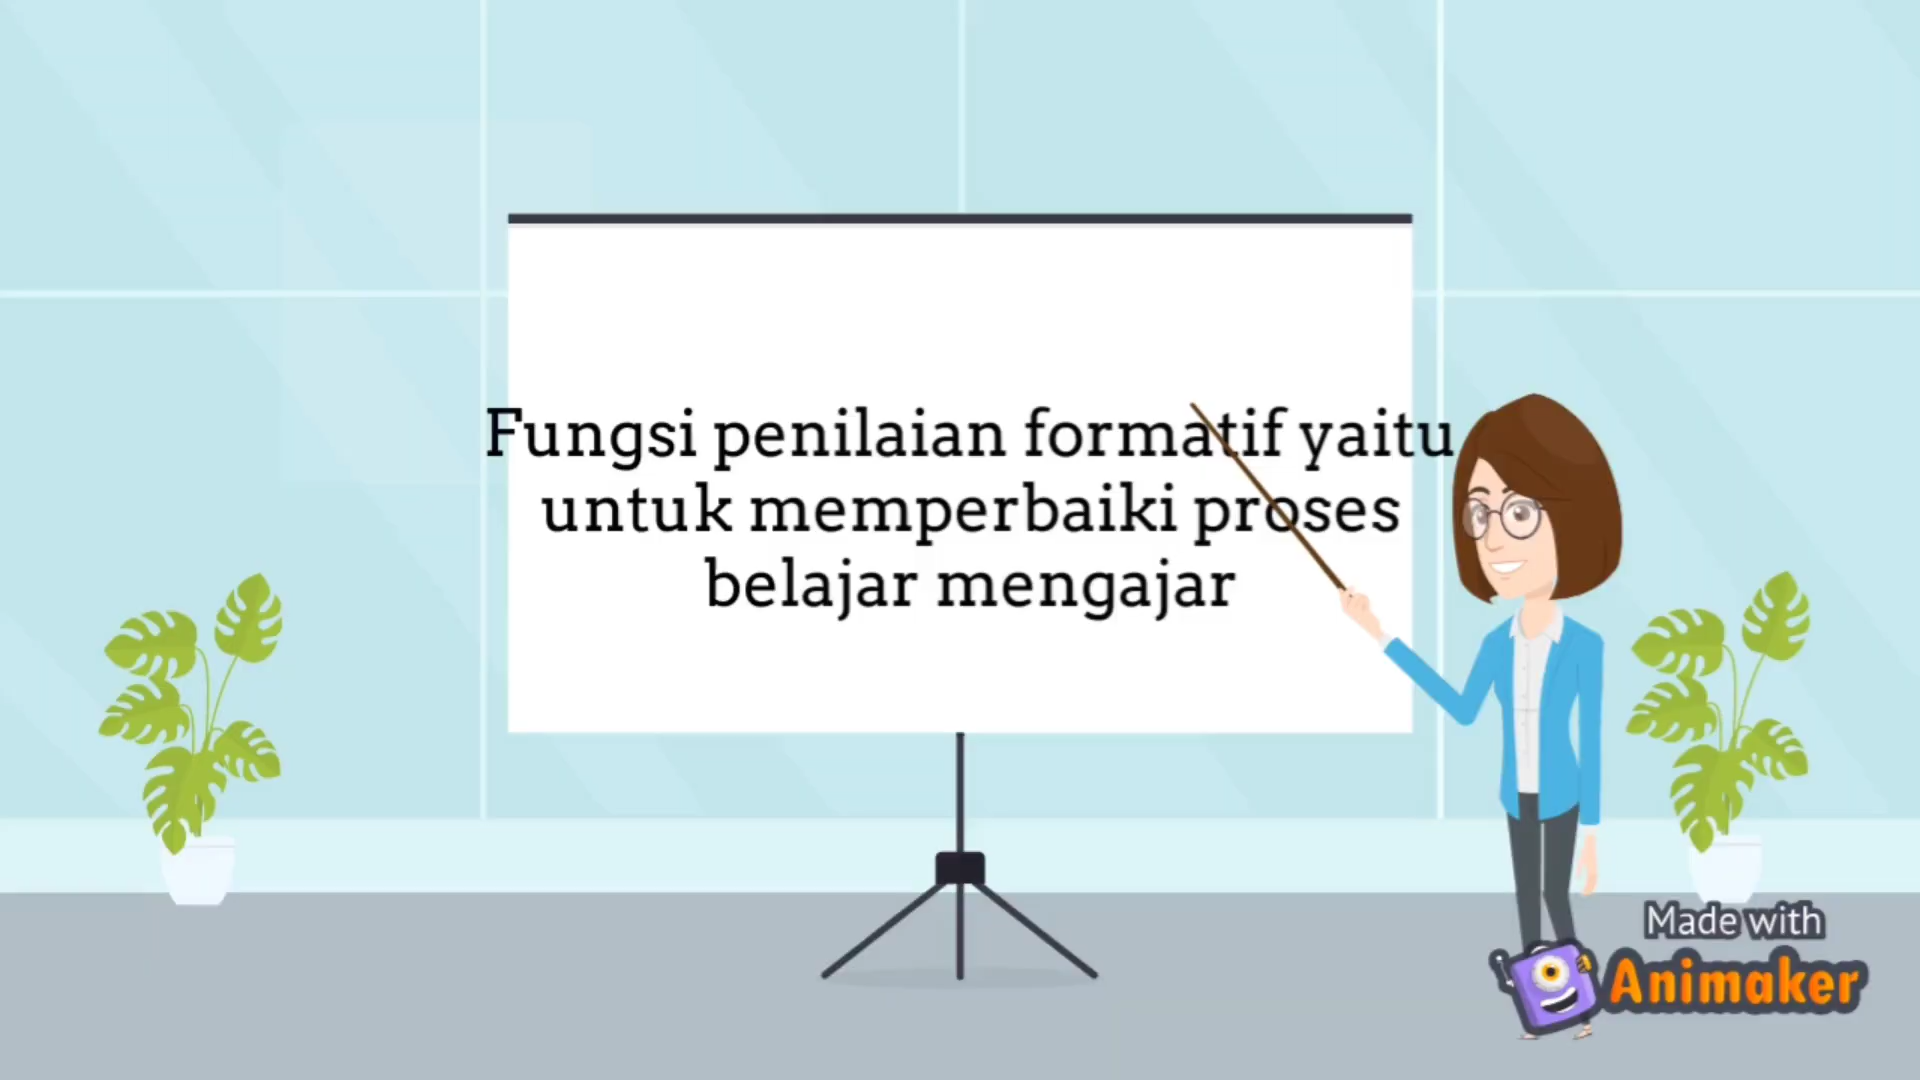 Fungsi penilaian formatif yaitu
untuk memperbaiki proses
belajar mengajar
Made with
Animaker